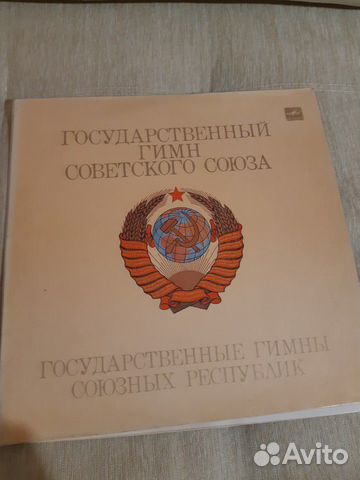 ГОСУДАРСТВЕННЫЙ
ГИМН
СОВЕТСКОГО СОЮЗА
ГОСУДАРСТВЕННЫЕ ГИМНЫ
СОЮЗНЫХ РЕСПУБЛИК
Avito